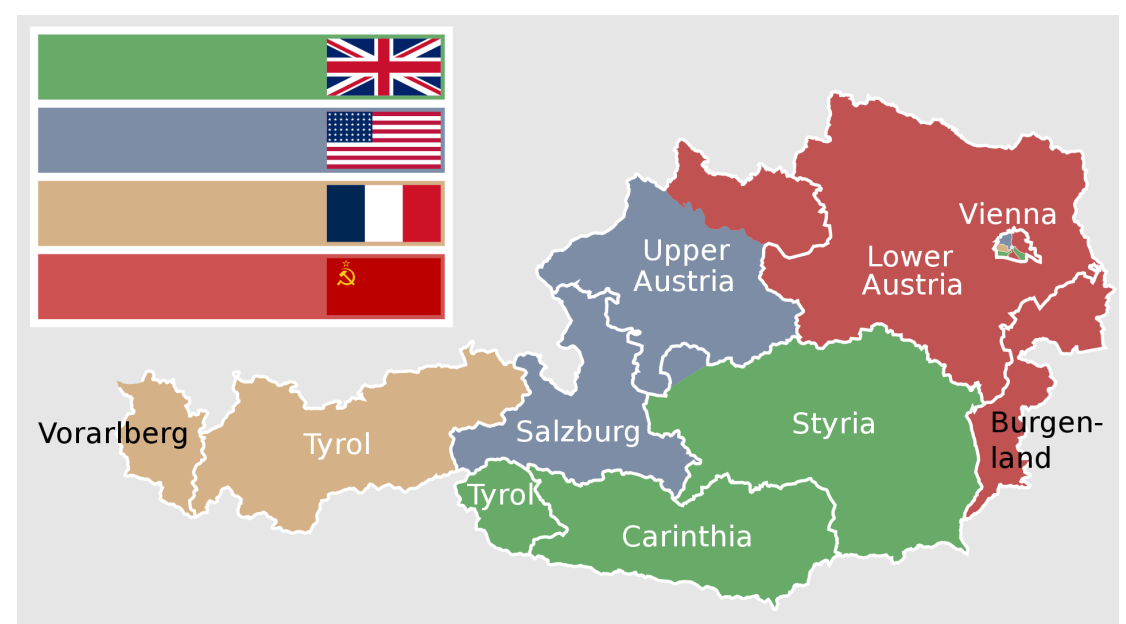 Vienna
Upper
Austria
Lower
Austria
Vorarlberg
Tyrol
Salzburg
Styria
Burgen-
land
Tyrol
Carinthia